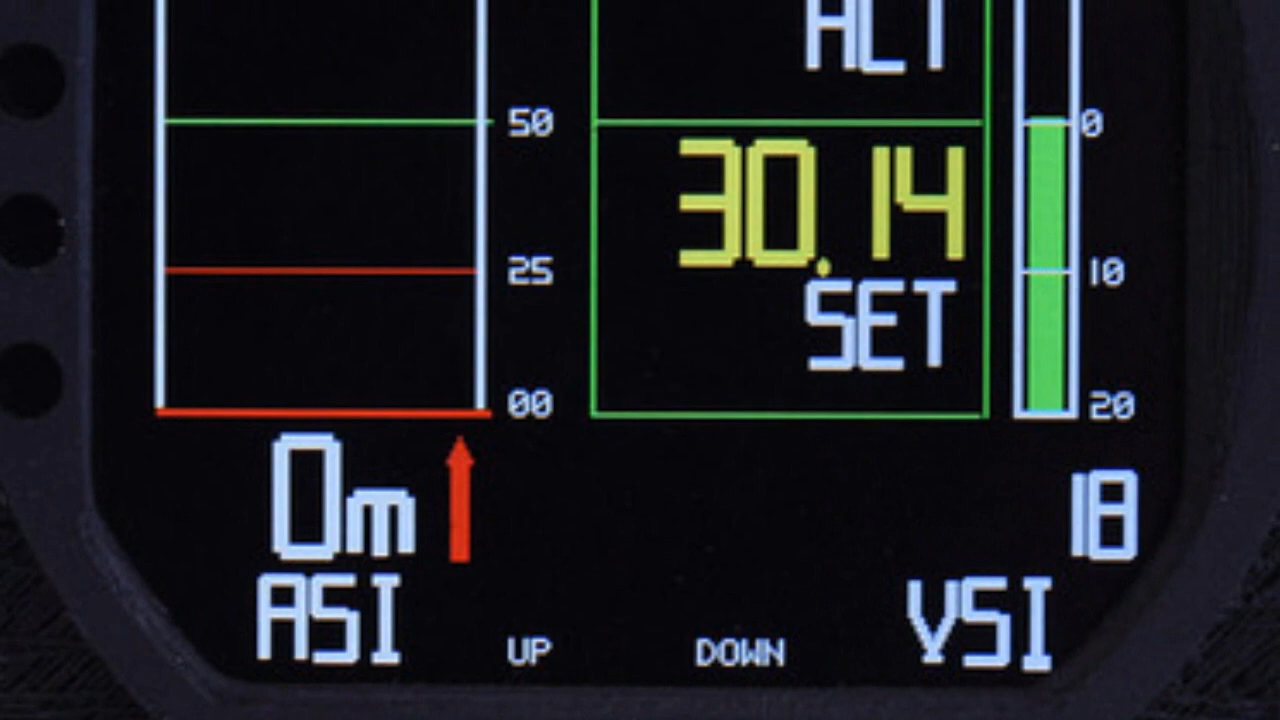 ALT
50 0
30.14
25 10
SET
00 20
0m 18
ASI VSI
UP DOWN